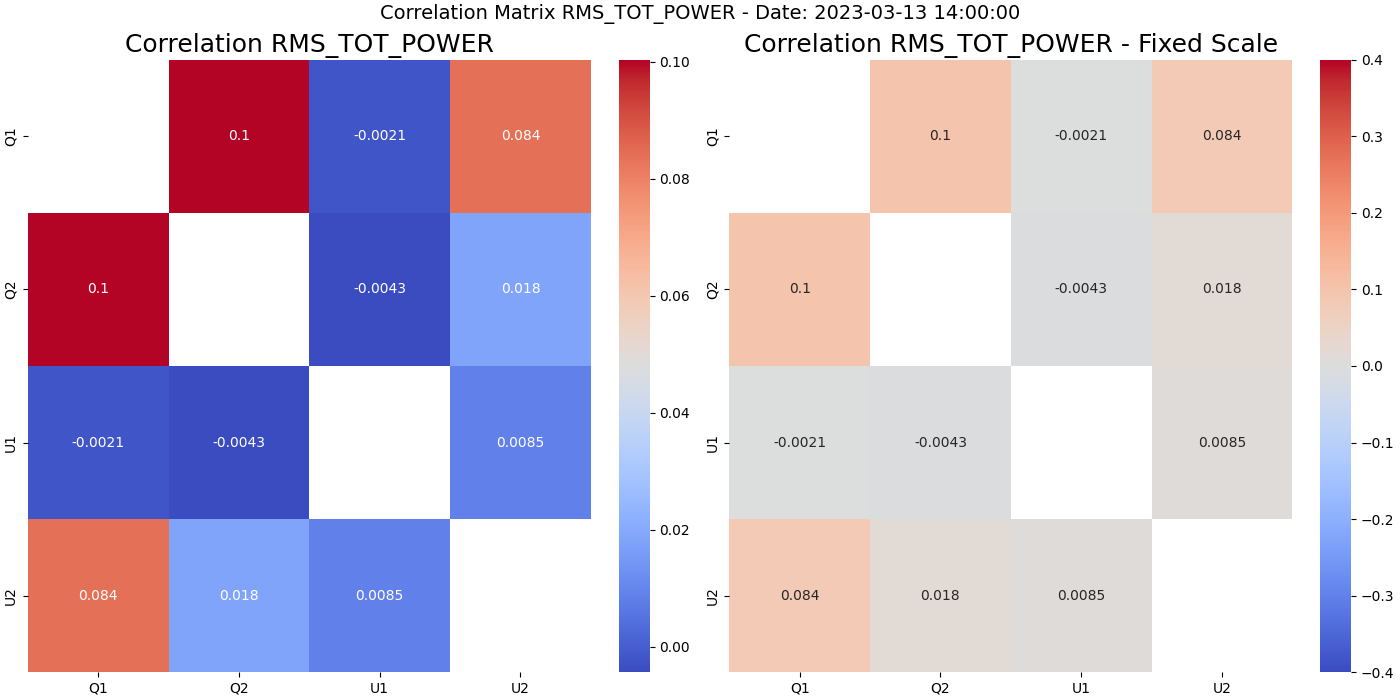 Correlation Matrix RMS_TOT_POWER - Date: 2023-03-13 14:00:00
Correlation RMS_TOT_POWER
Q1
0.1
-0.0021
0.084
Q2
0.1
-0.0043
0.018
U1
-0.0021
-0.0043
0.0085
U2
0.084
0.018
0.0085
Q1
Q2
U1
U2
0.10
0.08
0.06
0.04
0.02
0.00
Correlation RMS_TOT_POWER - Fixed Scale
Q1
0.1
-0.0021
0.084
Q2
0.1
-0.0043
0.018
U1
-0.0021
-0.0043
0.0085
U2
0.084
0.018
0.0085
Q1
Q2
U1
U2
0.4
0.3
0.2
0.1
0.0
−0.1
−0.2
−0.3
−0.4